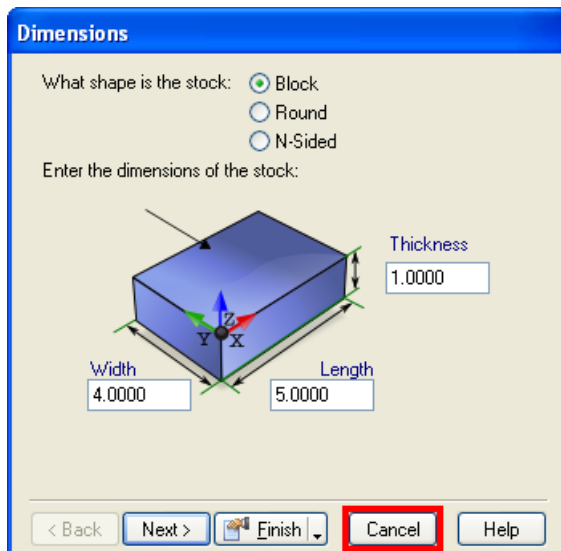 Dimensions
What shape is the stock: Block
Round
N-Sided
Enter the dimensions of the stock:
Thickness
1.0000
Z
Y X
Width Length
4.0000 5.0000
< Back Next > Finish Cancel Help